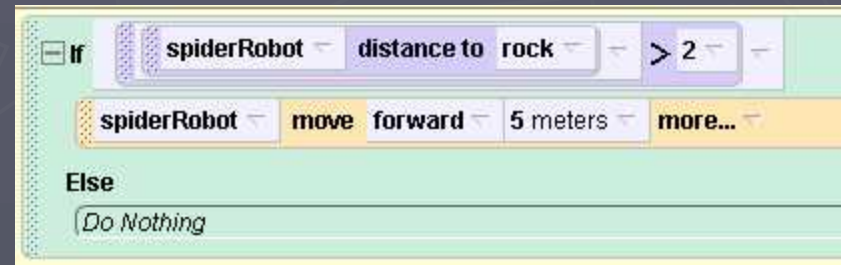 If spiderRobot distance to rock > 2
spiderRobot move forward 5 meters more...
Else
Do Nothing